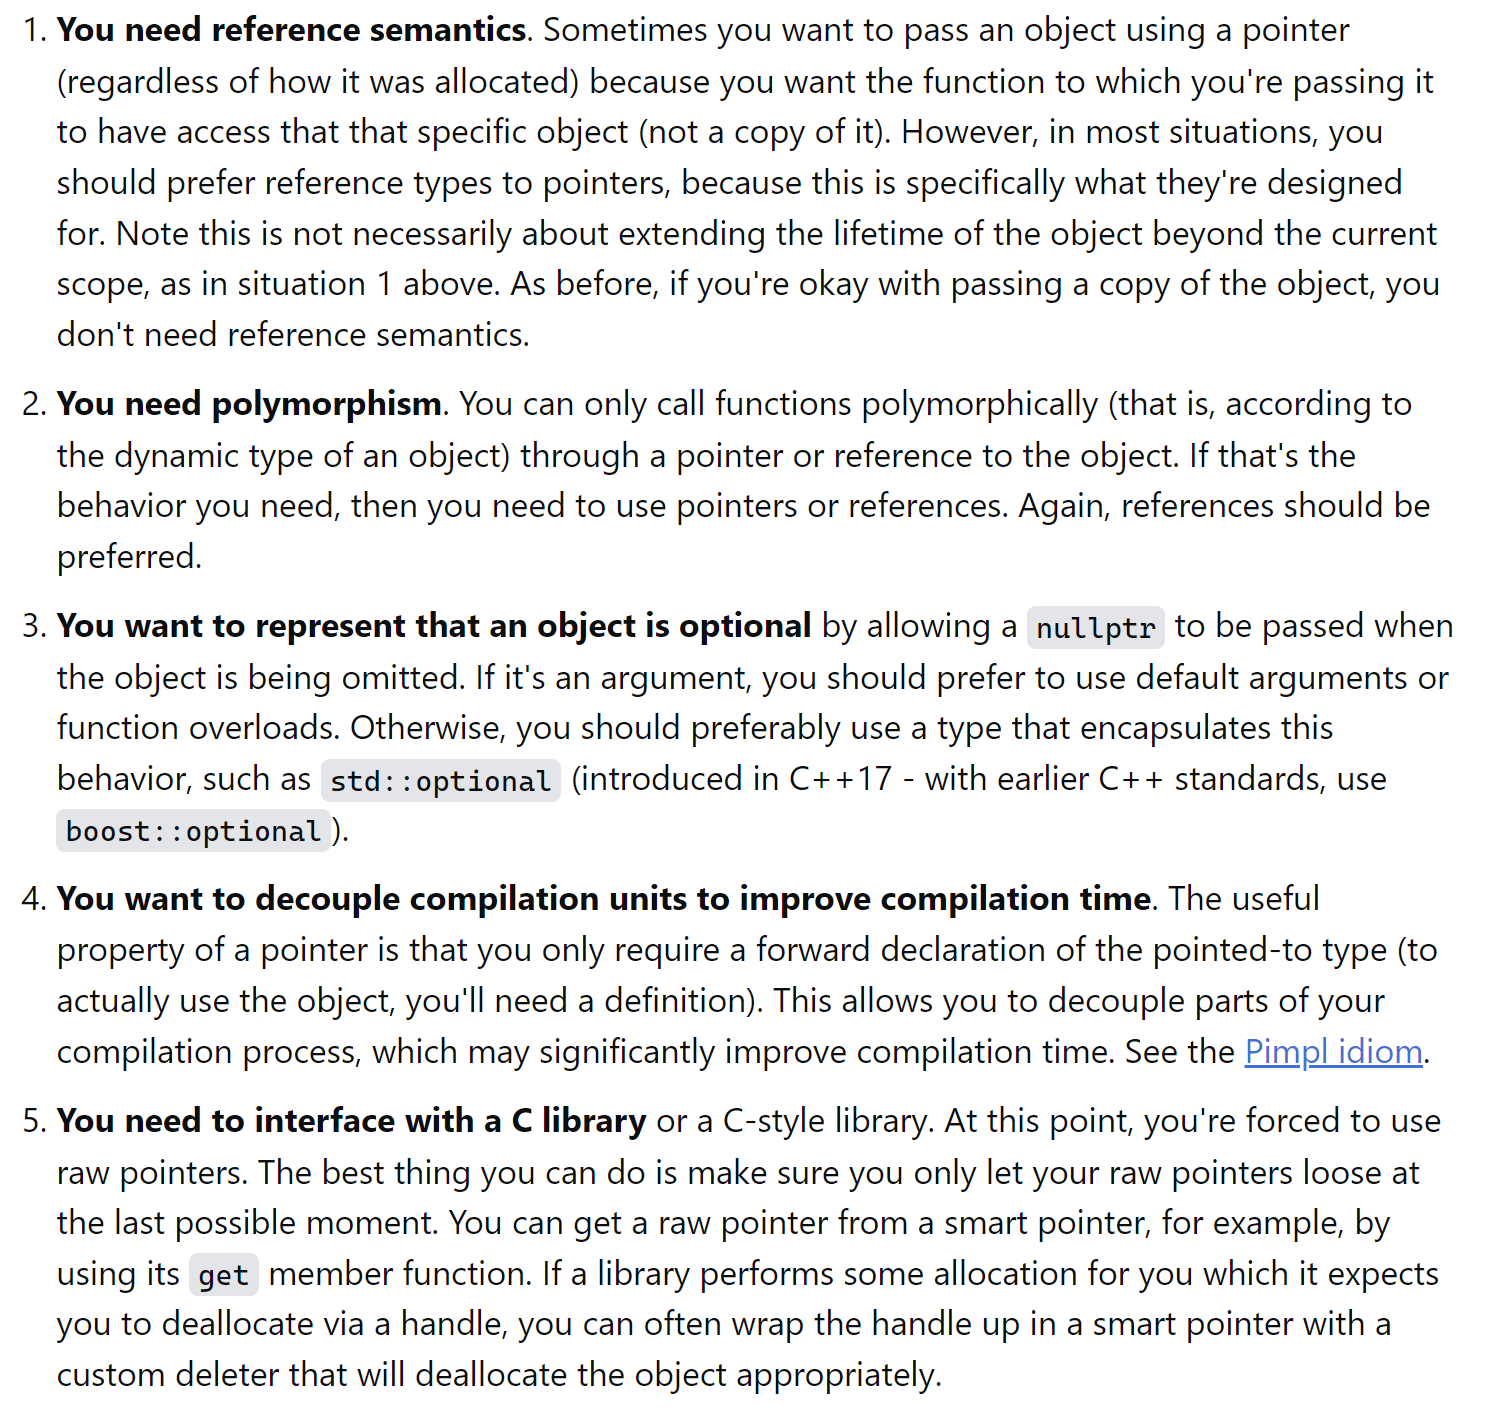 1. You need reference semantics. Sometimes you want to pass an object using a pointer
(regardless of how it was allocated) because you want the function to which you're passing it
to have access that that specific object (not a copy of it). However, in most situations, you
should prefer reference types to pointers, because this is specifically what they're designed
for. Note this is not necessarily about extending the lifetime of the object beyond the current
scope, as in situation 1 above. As before, if you're okay with passing a copy of the object, you
don't need reference semantics.
2. You need polymorphism. You can only call functions polymorphically (that is, according to
the dynamic type of an object) through a pointer or reference to the object. If that's the
behavior you need, then you need to use pointers or references. Again, references should be
preferred.
3. You want to represent that an object is optional by allowing a nullptr to be passed when
the object is being omitted. If it's an argument, you should prefer to use default arguments or
function overloads. Otherwise, you should preferably use a type that encapsulates this
behavior, such as std::optional (introduced in C++17 - with earlier C++ standards, use
boost::optional).
4. You want to decouple compilation units to improve compilation time. The useful
property of a pointer is that you only require a forward declaration of the pointed-to type (to
actually use the object, you'll need a definition). This allows you to decouple parts of your
compilation process, which may significantly improve compilation time. See the Pimpl idiom.
5. You need to interface with a C library or a C-style library. At this point, you're forced to use
raw pointers. The best thing you can do is make sure you only let your raw pointers loose at
the last possible moment. You can get a raw pointer from a smart pointer, for example, by
using its get member function. If a library performs some allocation for you which it expects
you to deallocate via a handle, you can often wrap the handle up in a smart pointer with a
custom deleter that will deallocate the object appropriately.